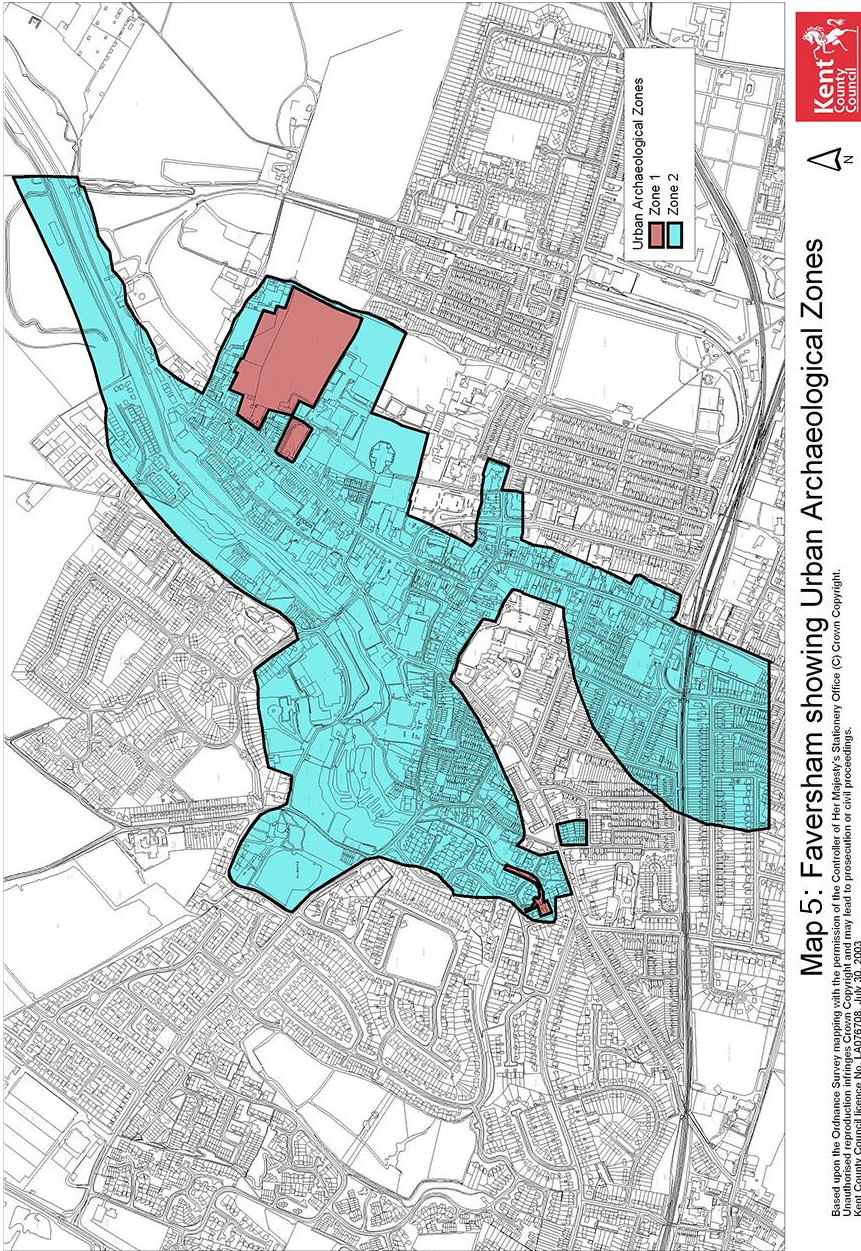 Kent
County
Council
N
Urban Archaeological Zones
Zone 1
Zone 2
Map 5: Faversham showing Urban Archaeological Zones
Based upon the Ordnance Survey mapping with the permission of the Controller of Her Majesty's Stationery Office (C) Crown Copyright.
Unauthorised reproduction infringes Crown Copyright and may lead to prosecution or civil proceedings.
Kent County Council licence No. LA076708. July 30, 2003